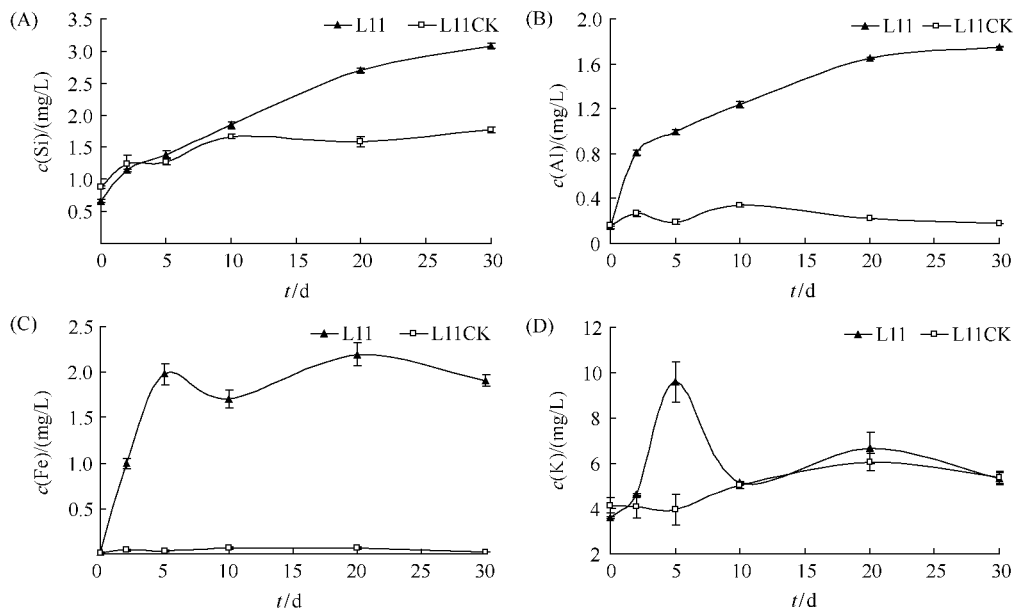 (A)
L11 L11CK
3.5
3.0
2.5
2.0
1.5
1.0
0.5
c(Si)/(mg/L)
0 5 10 15 20 25 30
t/d
(B)
L11 L11CK
2.0
1.6
1.2
0.8
0.4
0
c(Al)/(mg/L)
0 5 10 15 20 25 30
t/d
(C)
L11 L11CK
2.5
2.0
1.5
1.0
0.5
c(Fe)/(mg/L)
0 5 10 15 20 25 30
t/d
(D)
L11 L11CK
12
10
8
6
4
2
c(K)/(mg/L)
0 5 10 15 20 25 30
t/d